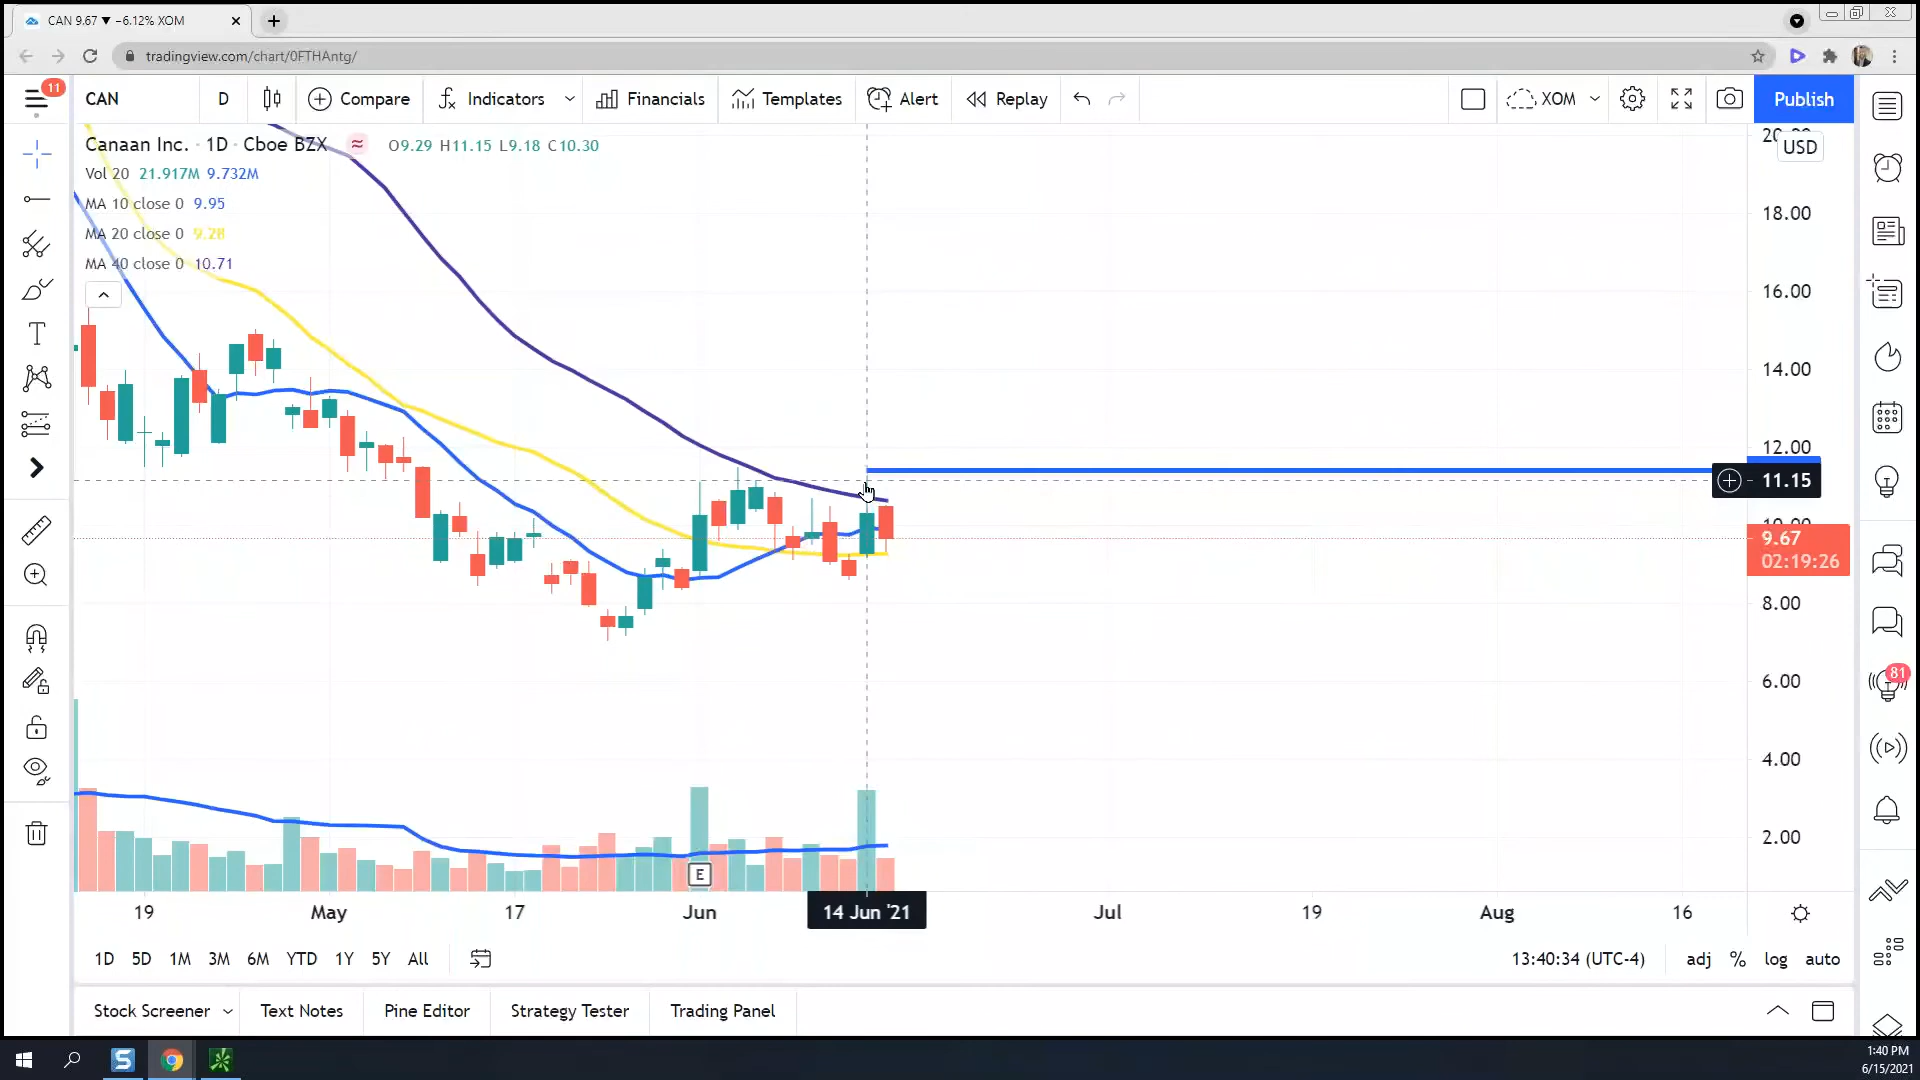 CAN 9.67 ▼ −6.12% XOM
tradingview.com/chart/0FTHAntg/
11
CAN
D
Compare
Indicators
Financials
Templates
Alert
Replay
XOM
Publish
Canaan Inc. · 1D · Cboe BZX
O9.29 H11.15 L9.18 C10.30
Vol 20 21.917M 9.732M
MA 10 close 0 9.95
MA 20 close 0 9.28
MA 40 close 0 10.71
USD
18.00
16.00
14.00
12.00
11.15
10.00
9.67
02:19:26
8.00
6.00
4.00
2.00
81
E
19
May
17
Jun
14 Jun '21
Jul
19
Aug
16
1D 5D 1M 3M 6M YTD 1Y 5Y All
13:40:34 (UTC-4)
adj % log auto
Stock Screener
Text Notes
Pine Editor
Strategy Tester
Trading Panel
S
1:40 PM
6/15/2021